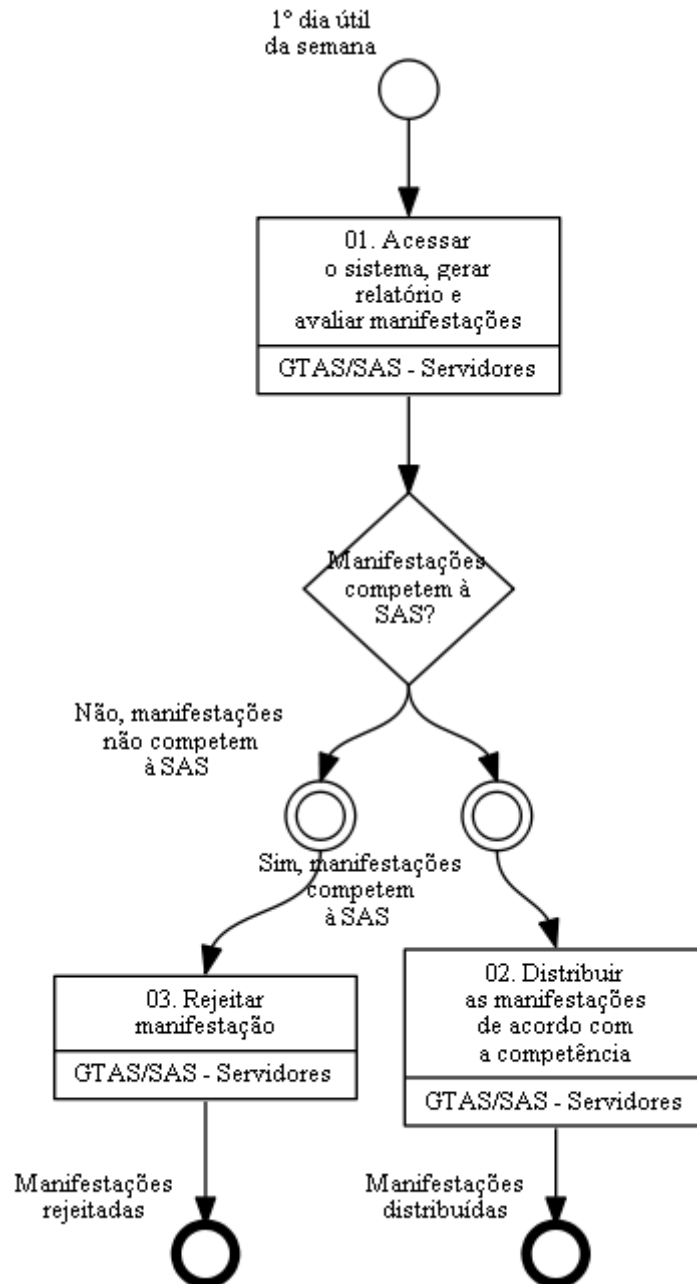 1º dia útil
da semana
01. Acessar
o sistema, gerar
relatório e
avaliar manifestações
GTAS/SAS - Servidores
Manifestações
competem à
SAS?
Não, manifestações
não competem
à SAS
Sim, manifestações
competem
à SAS
03. Rejeitar
manifestação
GTAS/SAS - Servidores
02. Distribuir
as manifestações
de acordo com
a competência
GTAS/SAS - Servidores
Manifestações
rejeitadas
Manifestações
distribuídas